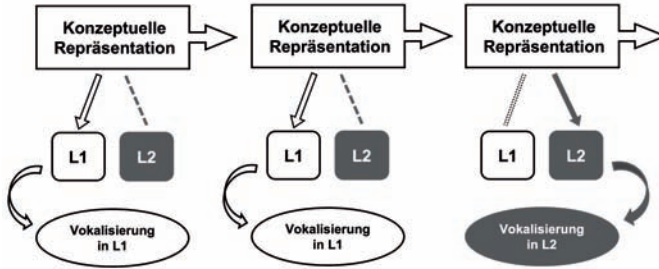 Konzeptuelle
Repräsentation
Konzeptuelle
Repräsentation
Konzeptuelle
Repräsentation
L1
L2
L1
L2
L1
L2
Vokalisierung
in L1
Vokalisierung
in L1
Vokalisierung
in L2